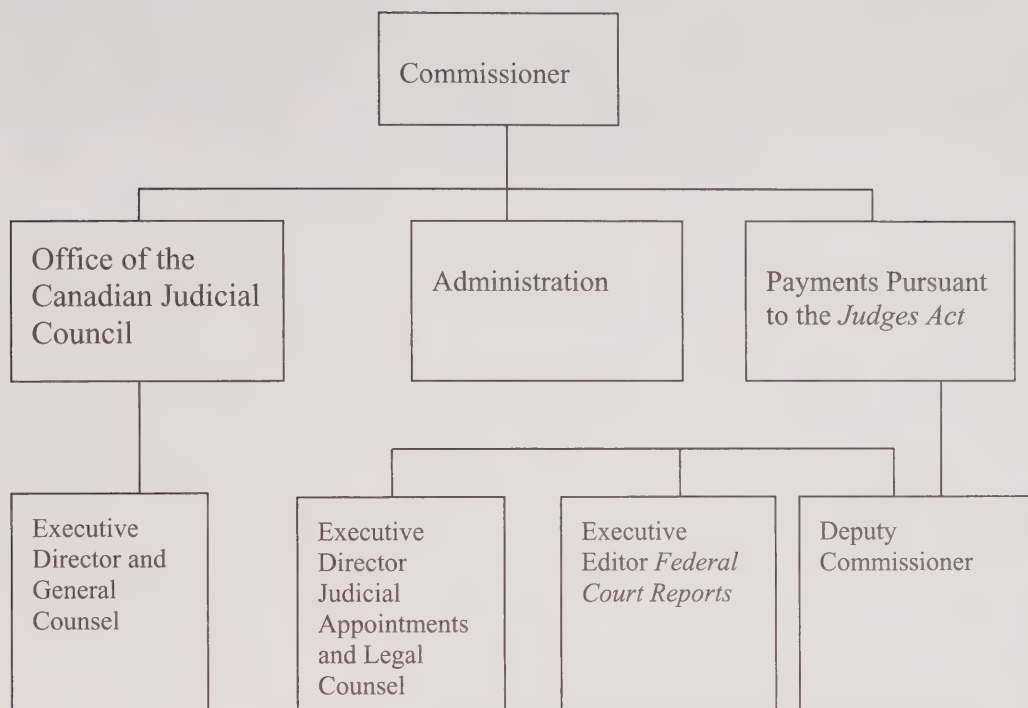 Commissioner
Office of the
Canadian Judicial
Council
Administration
Payments Pursuant
to the Judges Act
Executive
Director and
General
Counsel
Executive
Director
Judicial
Appointments
and Legal
Counsel
Executive
Editor Federal
Court Reports
Deputy
Commissioner